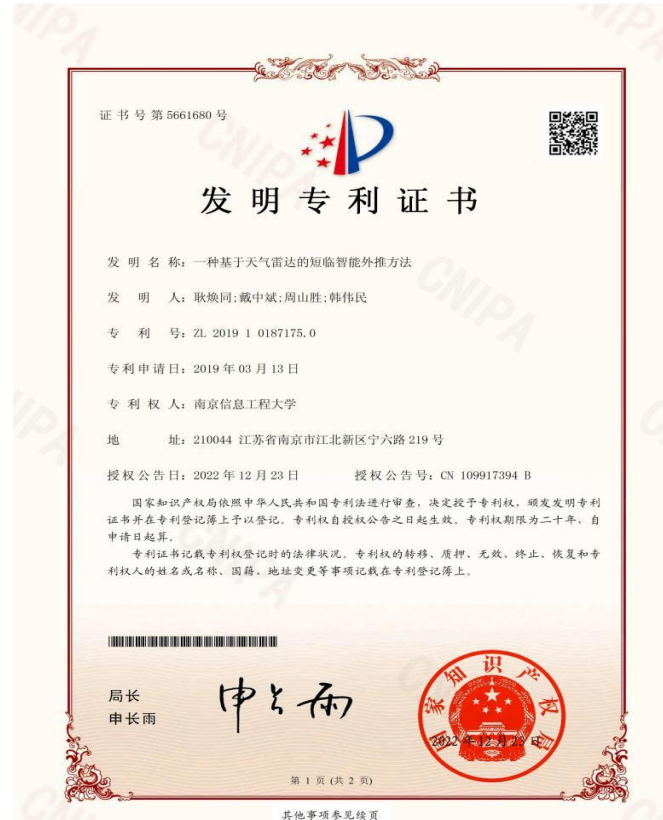 证书号第5661680号
发明专利证书
发明名称：一种基于天气雷达的短临智能外推方法
发明人：耿焕同;戴中斌;周山胜;韩伟民
专利号：ZL 2019 1 0187175.0
专利申请日：2019年03月13日
专利权人：南京信息工程大学
地址：210044 江苏省南京市江北新区宁六路219号
授权公告日：2022年12月23日 授权公告号：CN 109917394 B
国家知识产权局依照中华人民共和国专利法进行审查，决定授予专利权，颁发发明专利
证书并在专利登记簿上予以登记。专利权自授权公告之日起生效。专利权期限为二十年，自
申请日起算。
专利证书记载专利权登记时的法律状况。专利权的转移、质押、无效、终止、恢复和专
利权人的姓名或名称、国籍、地址变更等事项记载在专利登记簿上。
局长
申长雨
申长雨
国家知识产权局
2022年12月23日
第 1 页 (共 2 页)
其他事项参见续页
CNIPA
CNIPA
CNIPA
CNIPA